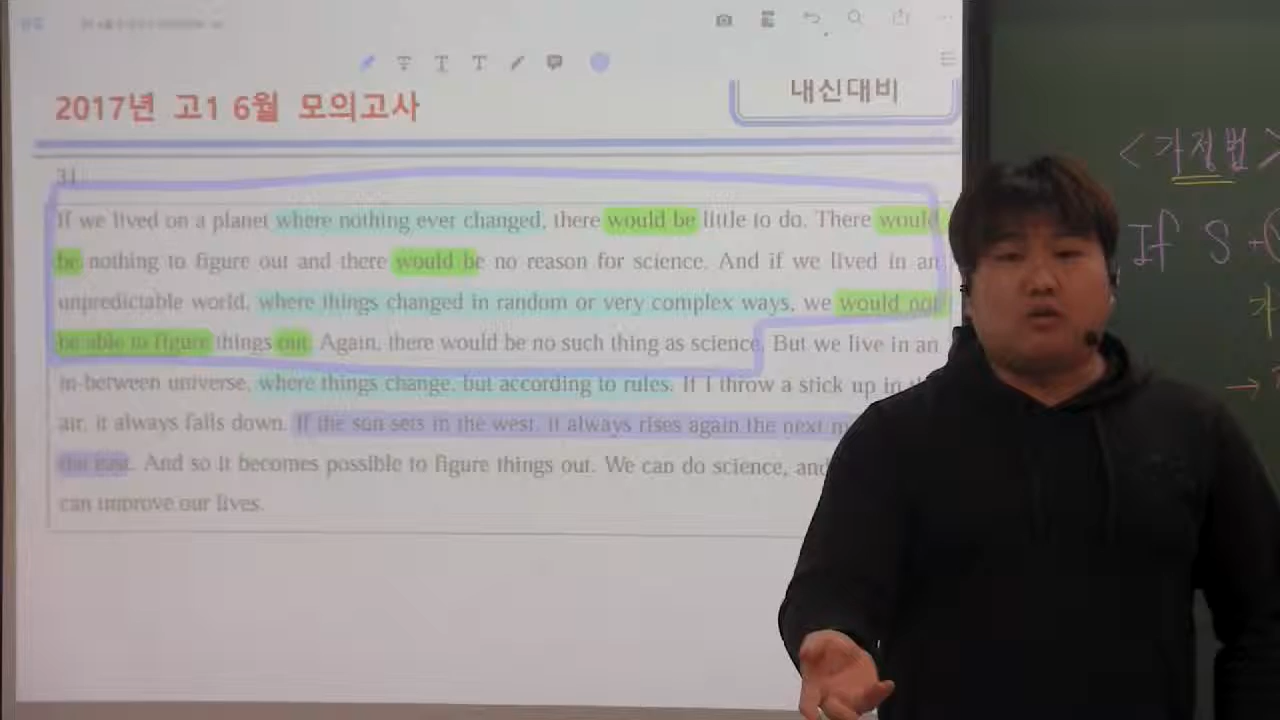 2017년 고1 6월 모의고사
내신대비
31
If we lived on a planet where nothing ever changed, there would be little to do. There would
be nothing to figure out and there would be no reason for science. And if we lived in an
unpredictable world, where things changed in random or very complex ways, we would not
be able to figure things out. Again, there would be no such thing as science. But we live in an
in-between universe, where things change, but according to rules. If I throw a stick up in
air, it always falls down. If the sun sets in the west, it always rises again the next
the east. And so it becomes possible to figure things out. We can do science, and
can improve our lives.
<가정법>
If S +
가
→